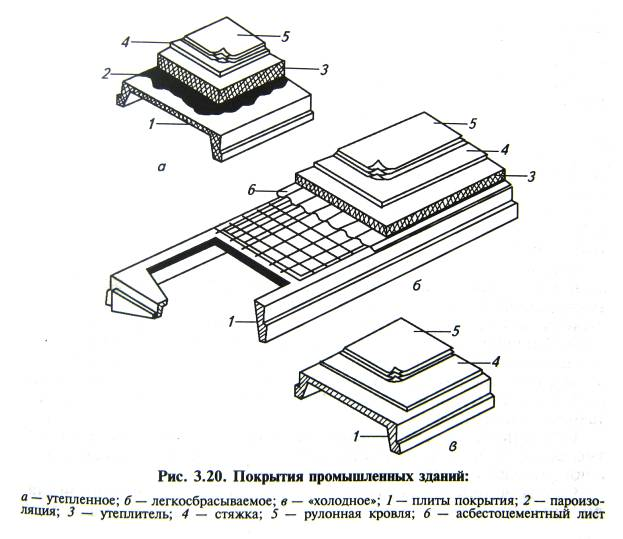 4
5
2
3
1
а
5
4
3
6
б
1
5
4
1
в
Рис. 3.20. Покрытия промышленных зданий:
а — утепленное; б — легкосбрасываемое; в — «холодное»; 1 — плиты покрытия; 2 — пароизо-
ляция; 3 — утеплитель; 4 — стяжка; 5 — рулонная кровля; 6 — асбестоцементный лист